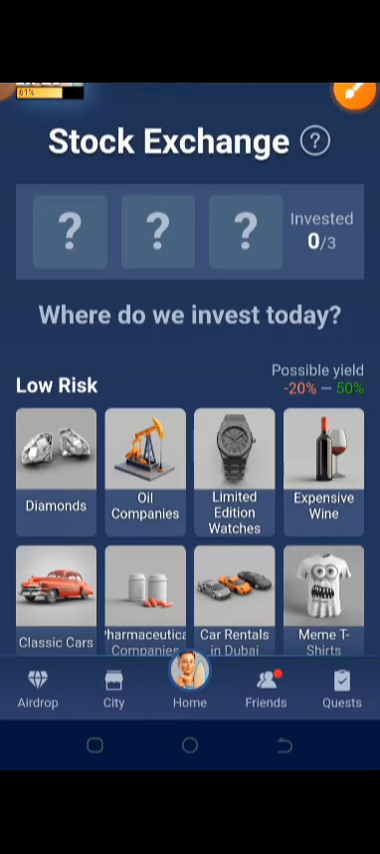 61%
Stock Exchange ?
? ? ? Invested
0/3
Where do we invest today?
Possible yield
Low Risk -20% — 50%
Diamonds
Oil
Companies
Limited
Edition
Watches
Expensive
Wine
Classic Cars
Companies
Car Rentals
in Dubai
Meme T-
Shirts
Airdrop City Home Friends Quests